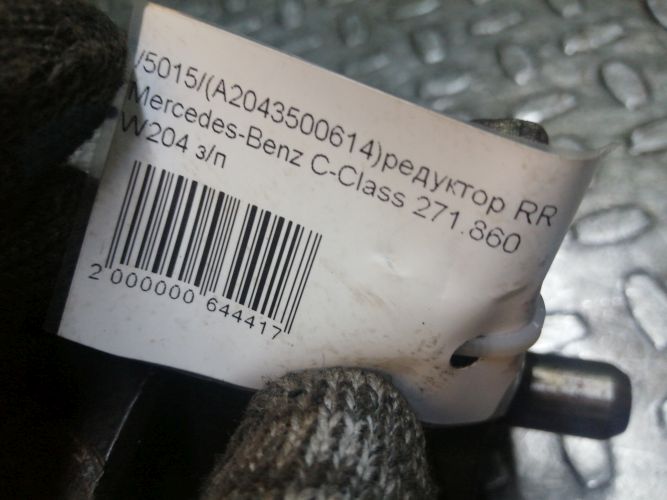 /5015/(A2043500614)редуктор RR
Mercedes-Benz C-Class 271.860
W204 з/п
2 000000 644417